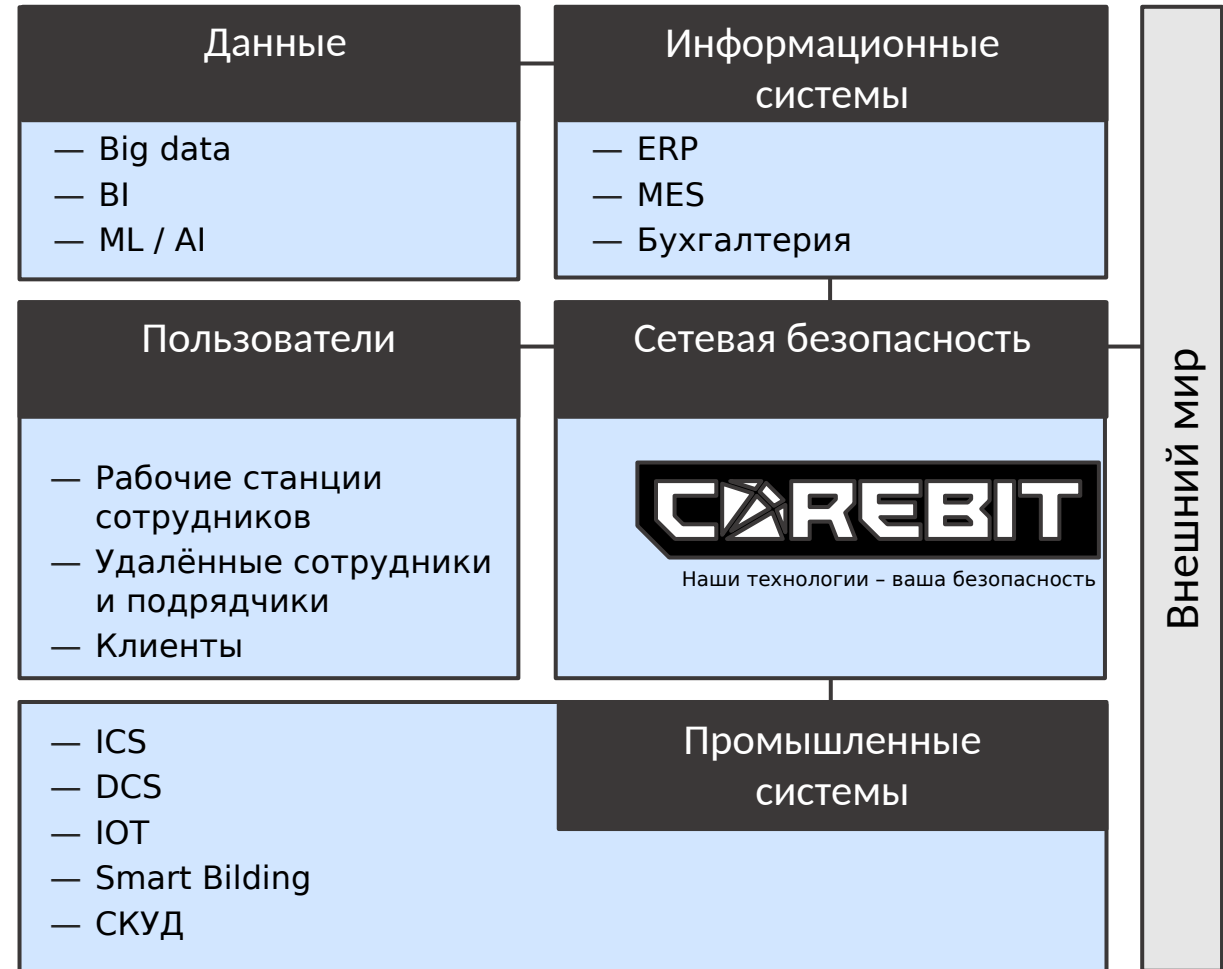 Данные
— Big data
— BI
— ML / AI
Информационные
системы
— ERP
— MES
— Бухгалтерия
Пользователи
— Рабочие станции
сотрудников
— Удалённые сотрудники
и подрядчики
— Клиенты
Сетевая безопасность
CAREBIT
Наши технологии – ваша безопасность
Промышленные
системы
— ICS
— DCS
— IOT
— Smart Bilding
— СКУД
Внешний мир